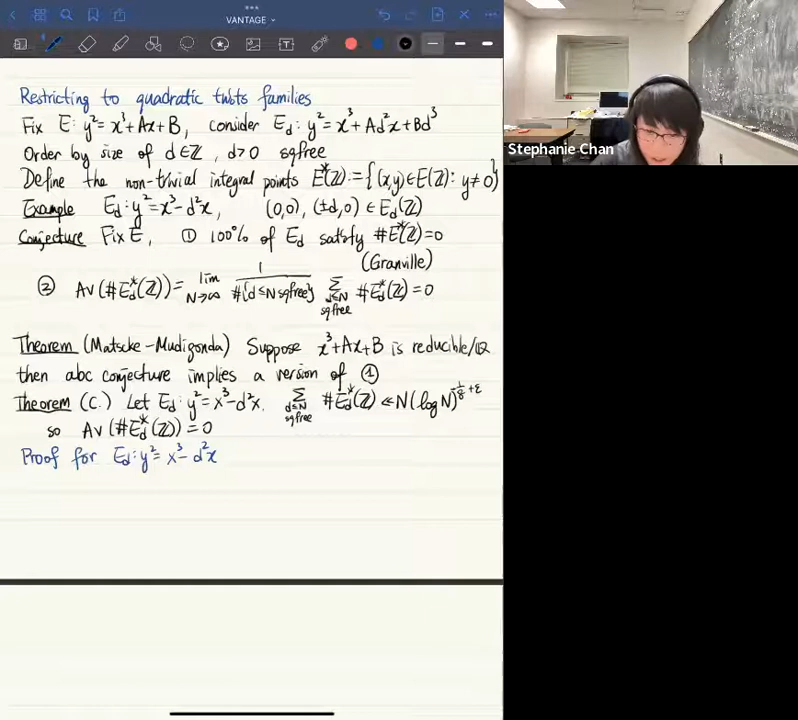 VANTAGE
Restricting to quadratic twists families
Fix E: y² = x³ + Ax + B, consider E_d: y² = x³ + Ad²x + Bd³
Order by size of d ∈ ℤ, d > 0 sqfree
Define the non-trivial integral points E*(ℤ) := {(x,y) ∈ E(ℤ): y ≠ 0}
Example E_d: y² = x³ - d²x, (0,0), (±d,0) ∈ E_d(ℤ)
Conjecture Fix E, ① 100% of E_d satisfy #E*(ℤ) = 0
(Granville)
② Av(#E_d*(ℤ)) = lim_{N→∞} 1/#{d ≤ N sqfree} Σ_{d≤N sqfree} #E_d*(ℤ) = 0
Theorem (Matscke-Mudigonda) Suppose x³ + Ax + B is reducible/ℚ
then abc conjecture implies a version of ①
Theorem (C.) Let E_d: y² = x³ - d²x. Σ_{d≤N sqfree} #E_d*(ℤ) ≪ N(log N)^{-1/8+ε}
so Av(#E_d*(ℤ)) = 0
Proof for E_d: y² = x³ - d²x
Stephanie Chan